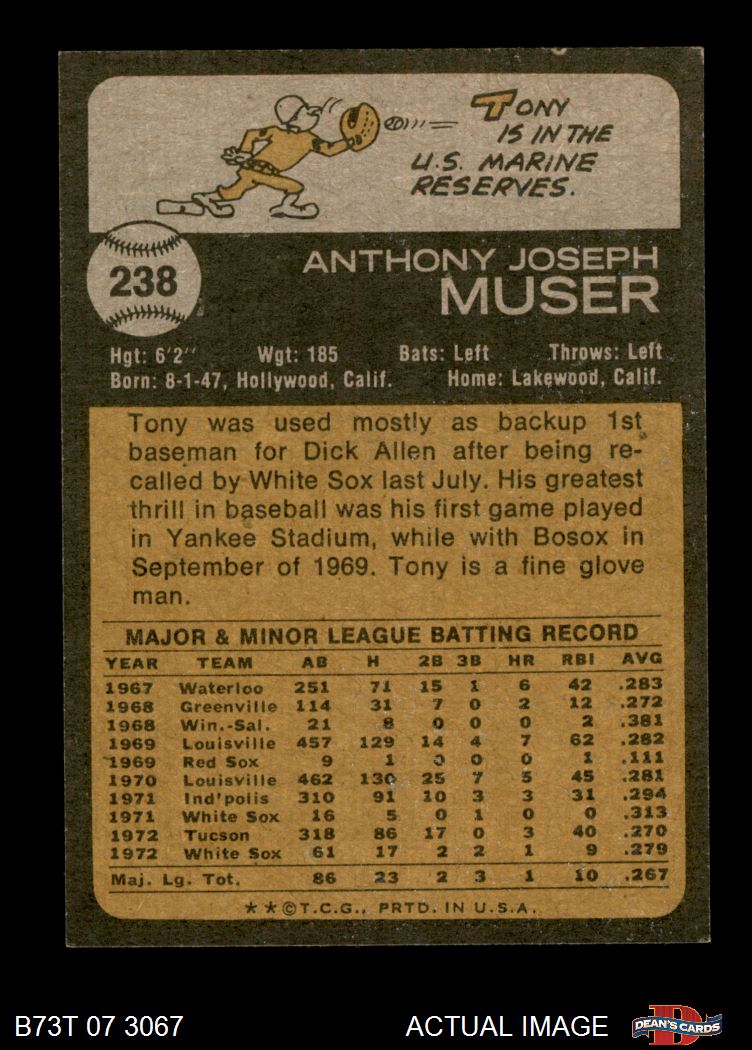 TONY
IS IN THE
U.S. MARINE
RESERVES.
238
ANTHONY JOSEPH
MUSER
Hgt: 6'2" Wgt: 185 Bats: Left Throws: Left
Born: 8-1-47, Hollywood, Calif. Home: Lakewood, Calif.
Tony was used mostly as backup 1st
baseman for Dick Allen after being re-
called by White Sox last July. His greatest
thrill in baseball was his first game played
in Yankee Stadium, while with Bosox in
September of 1969. Tony is a fine glove
man.
MAJOR & MINOR LEAGUE BATTING RECORD
YEAR TEAM AB H 2B 3B HR RBI AVG
1967 Waterloo 251 71 15 1 6 42 .283
1968 Greenville 114 31 7 0 2 12 .272
1968 Win.-Sal. 21 8 0 0 0 2 .381
1969 Louisville 457 129 14 4 7 62 .282
1969 Red Sox 9 1 0 0 0 1 .111
1970 Louisville 462 130 25 7 5 45 .281
1971 Ind'polis 310 91 10 3 3 31 .294
1971 White Sox 16 5 0 1 0 0 .313
1972 Tucson 318 86 17 0 3 40 .270
1972 White Sox 61 17 2 2 1 9 .279
Maj. Lg. Tot. 86 23 2 3 1 10 .267
**©T.C.G., PRTD. IN U.S.A.
B73T 07 3067 ACTUAL IMAGE DEAN'S CARDS